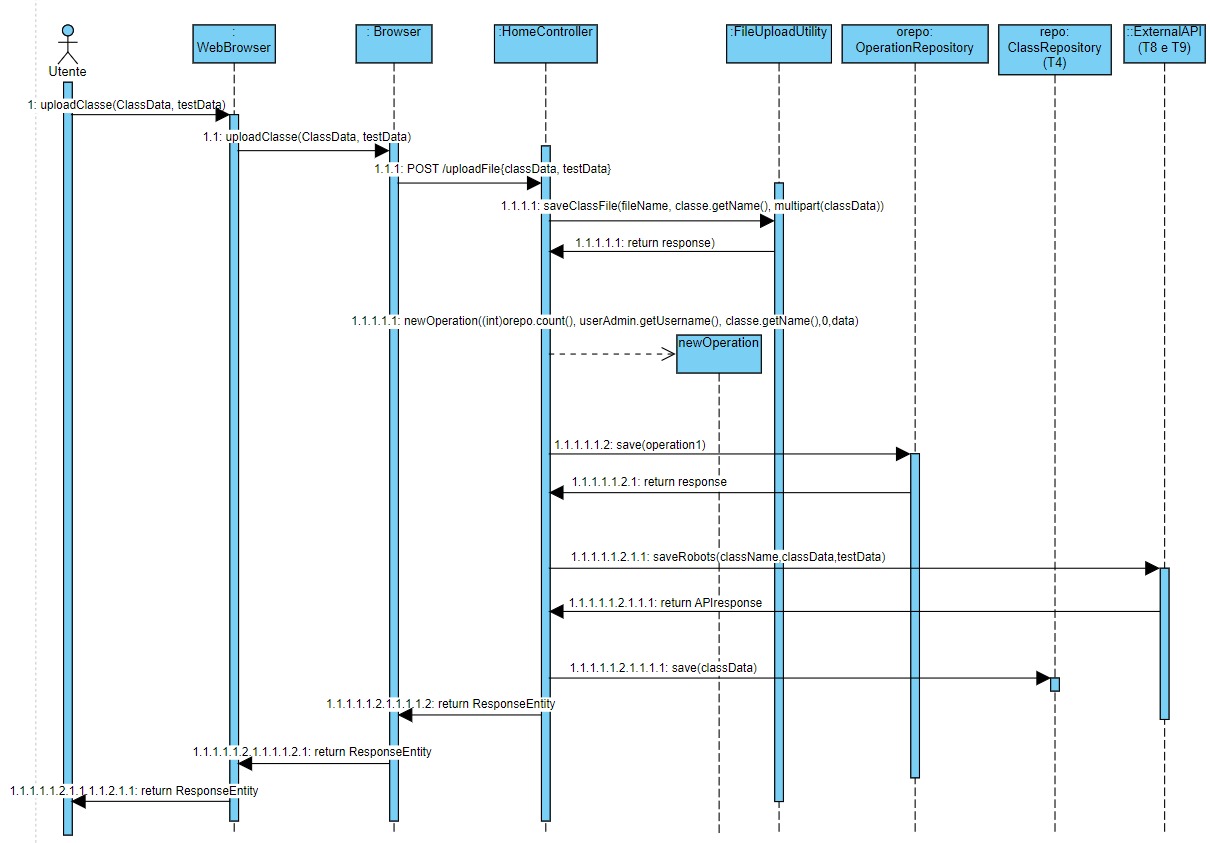 :
WebBrowser
: Browser
:HomeController
:FileUploadUtility
orepo:
OperationRepository
repo:
ClassRepository
(T4)
::ExternalAPI
(T8 e T9)
Utente
1: uploadClasse(ClassData, testData)
1.1: uploadClasse(ClassData, testData)
1.1.1: POST /uploadFile{classData, testData}
1.1.1.1: saveClassFile(fileName, classe.getName(), multipart(classData))
1.1.1.1.1: return response)
1.1.1.1.1: newOperation((int)orepo.count(), userAdmin.getUsername(), classe.getName(),0,data)
newOperation
1.1.1.1.1.2: save(operation1)
1.1.1.1.1.2.1: return response
1.1.1.1.1.2.1.1: saveRobots(className,classData,testData)
1.1.1.1.1.2.1.1.1: return APIresponse
1.1.1.1.1.2.1.1.1.1: save(classData)
1.1.1.1.1.2.1.1.1.2: return ResponseEntity
1.1.1.1.1.2.1.1.1.1.2.1: return ResponseEntity
1.1.1.1.1.2.1.1.1.2.1.1: return ResponseEntity